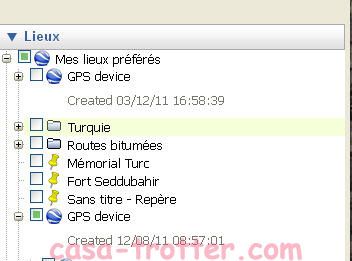 Lieux
Mes lieux préférés
GPS device
Created 03/12/11 16:58:39
Turquie
Routes bitumées
Mémorial Turc
Fort Seddubahir
Sans titre - Repère
GPS device
Created 12/08/11 08:57:01
casa-trotter.com